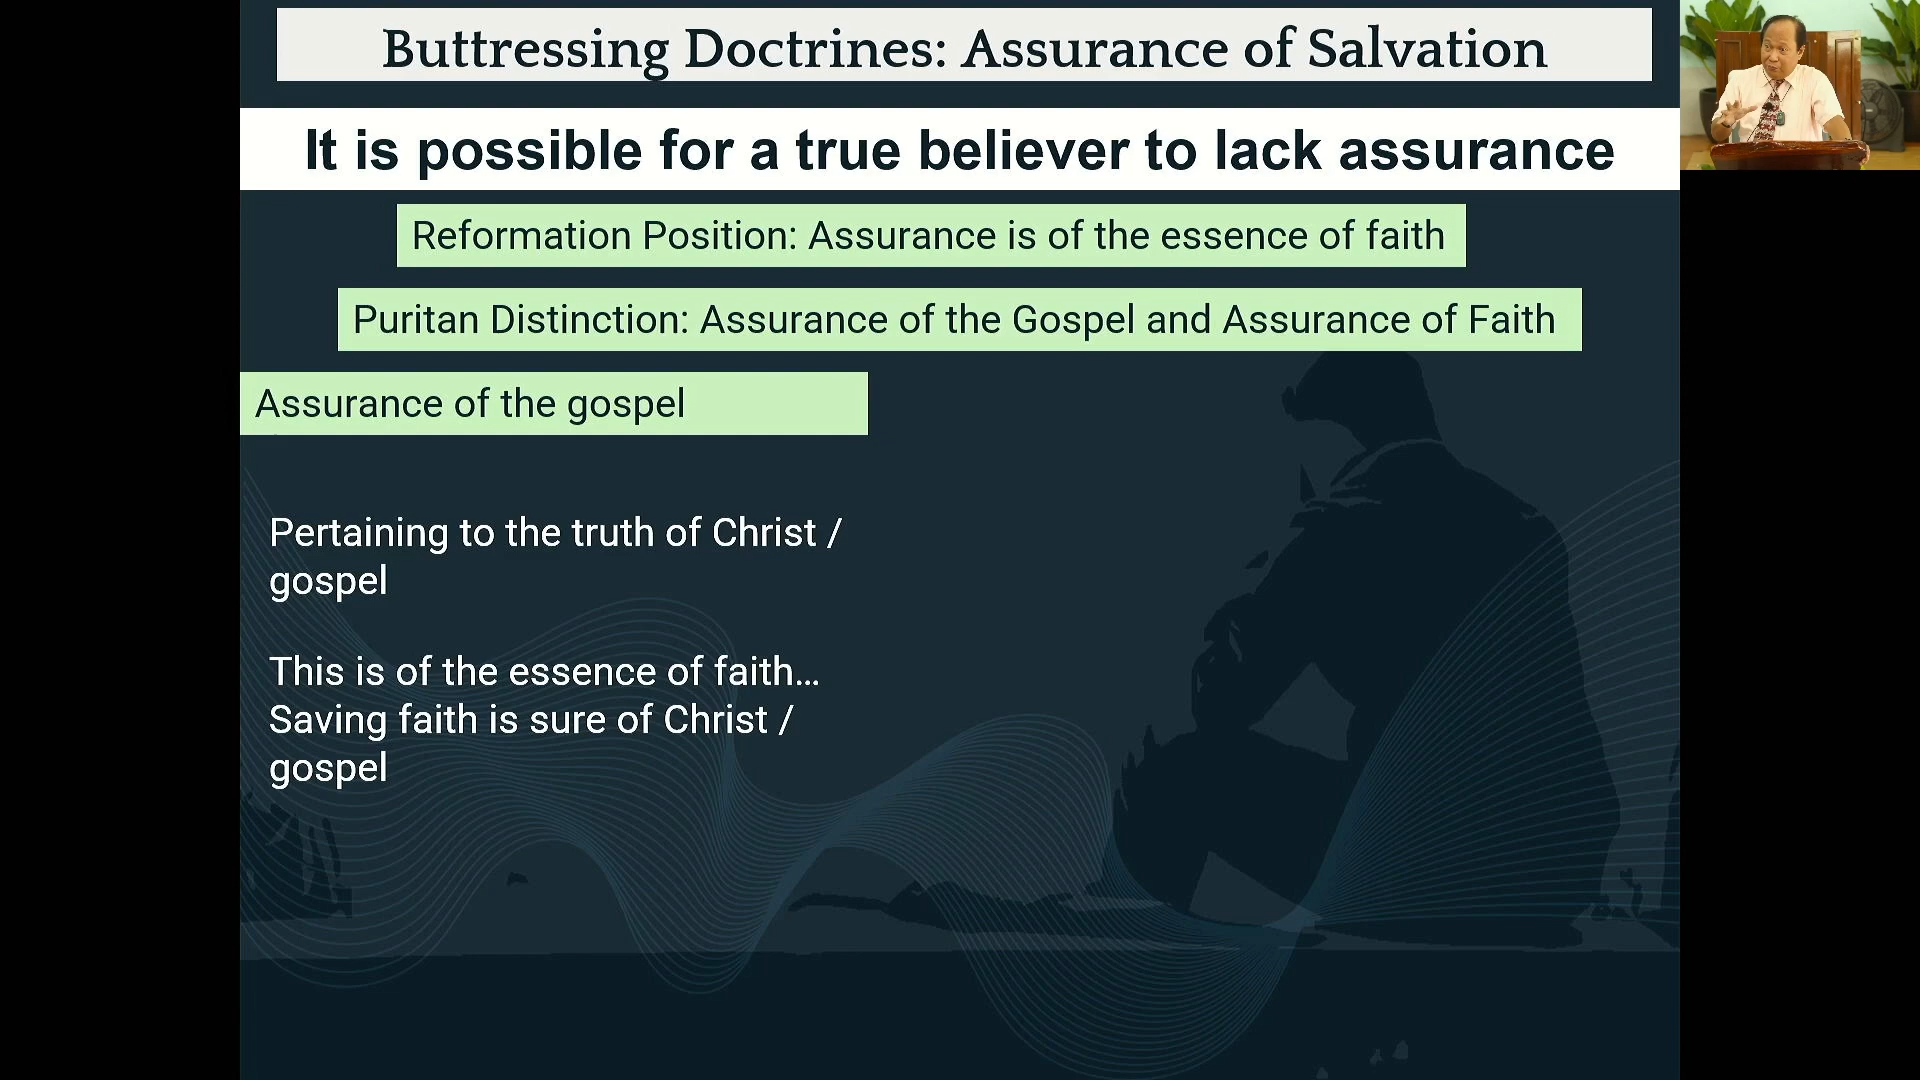 Buttressing Doctrines: Assurance of Salvation
It is possible for a true believer to lack assurance
Reformation Position: Assurance is of the essence of faith
Puritan Distinction: Assurance of the Gospel and Assurance of Faith
Assurance of the gospel
Pertaining to the truth of Christ /
gospel
This is of the essence of faith…
Saving faith is sure of Christ /
gospel